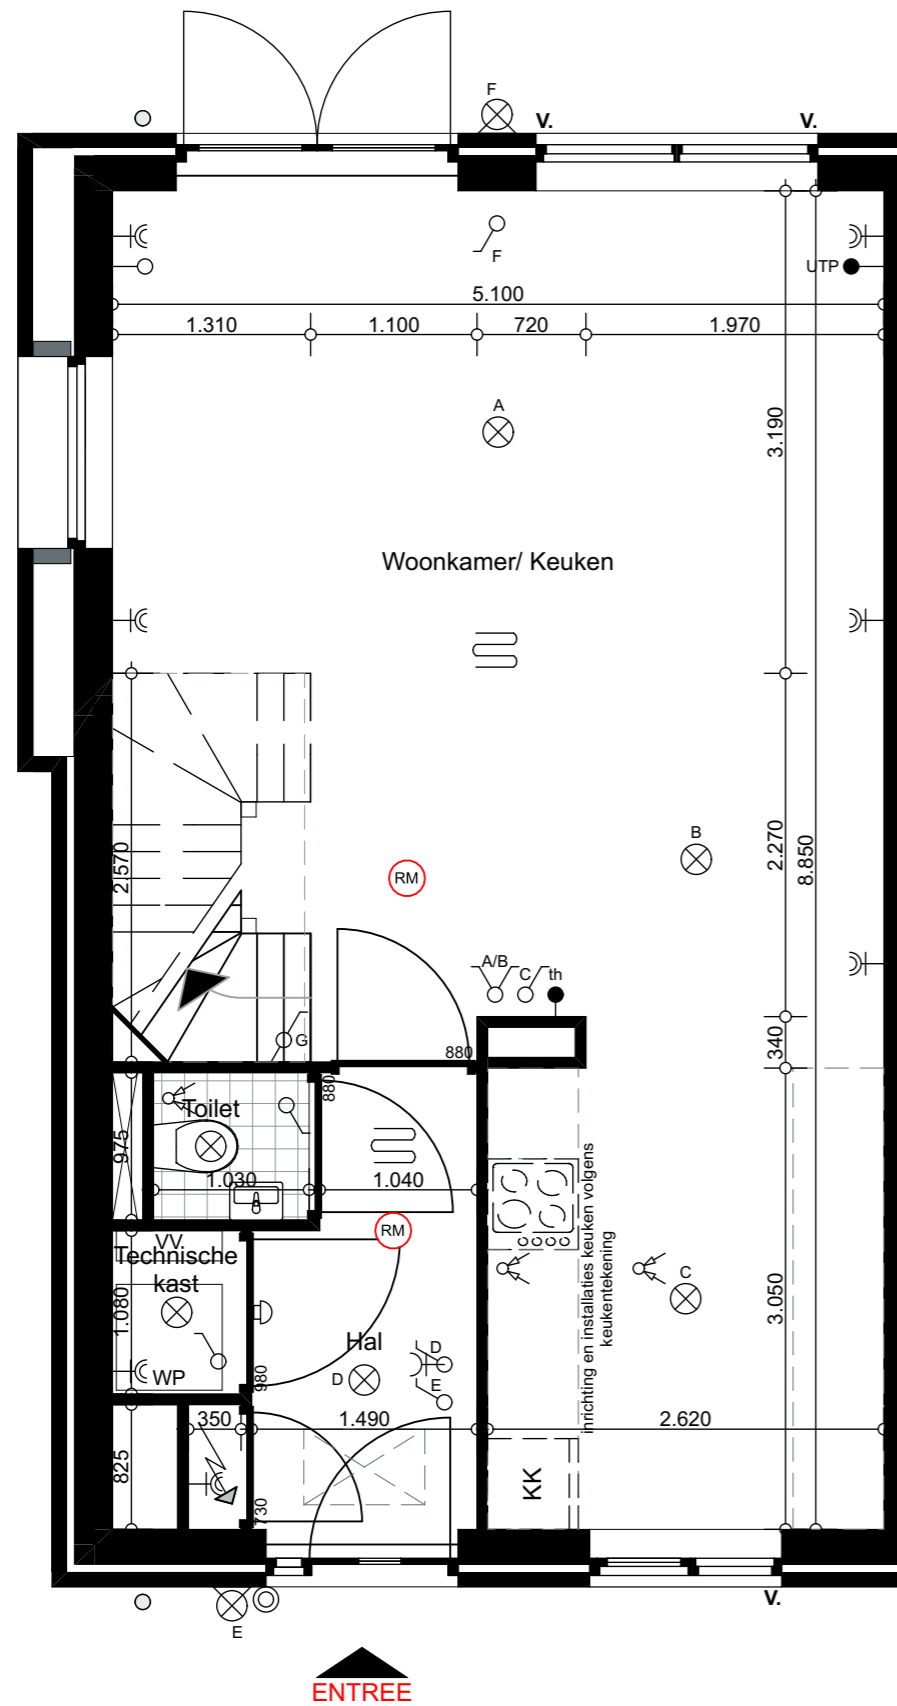 F
V.
V.
F
UTP
5.100
1.310
1.100
720
1.970
A
3.190
Woonkamer/ Keuken
B
2.270
8.850
2.570
RM
A/B
C
th
G
880
340
880
Toilet
975
1.030
1.040
RM
VV.
Technische
kast
inrichting en installaties keuken volgens
keukentekening
C
3.050
1.080
Hal
D
D
E
WP
980
350
1.490
2.620
825
KK
730
E
V.
ENTREE